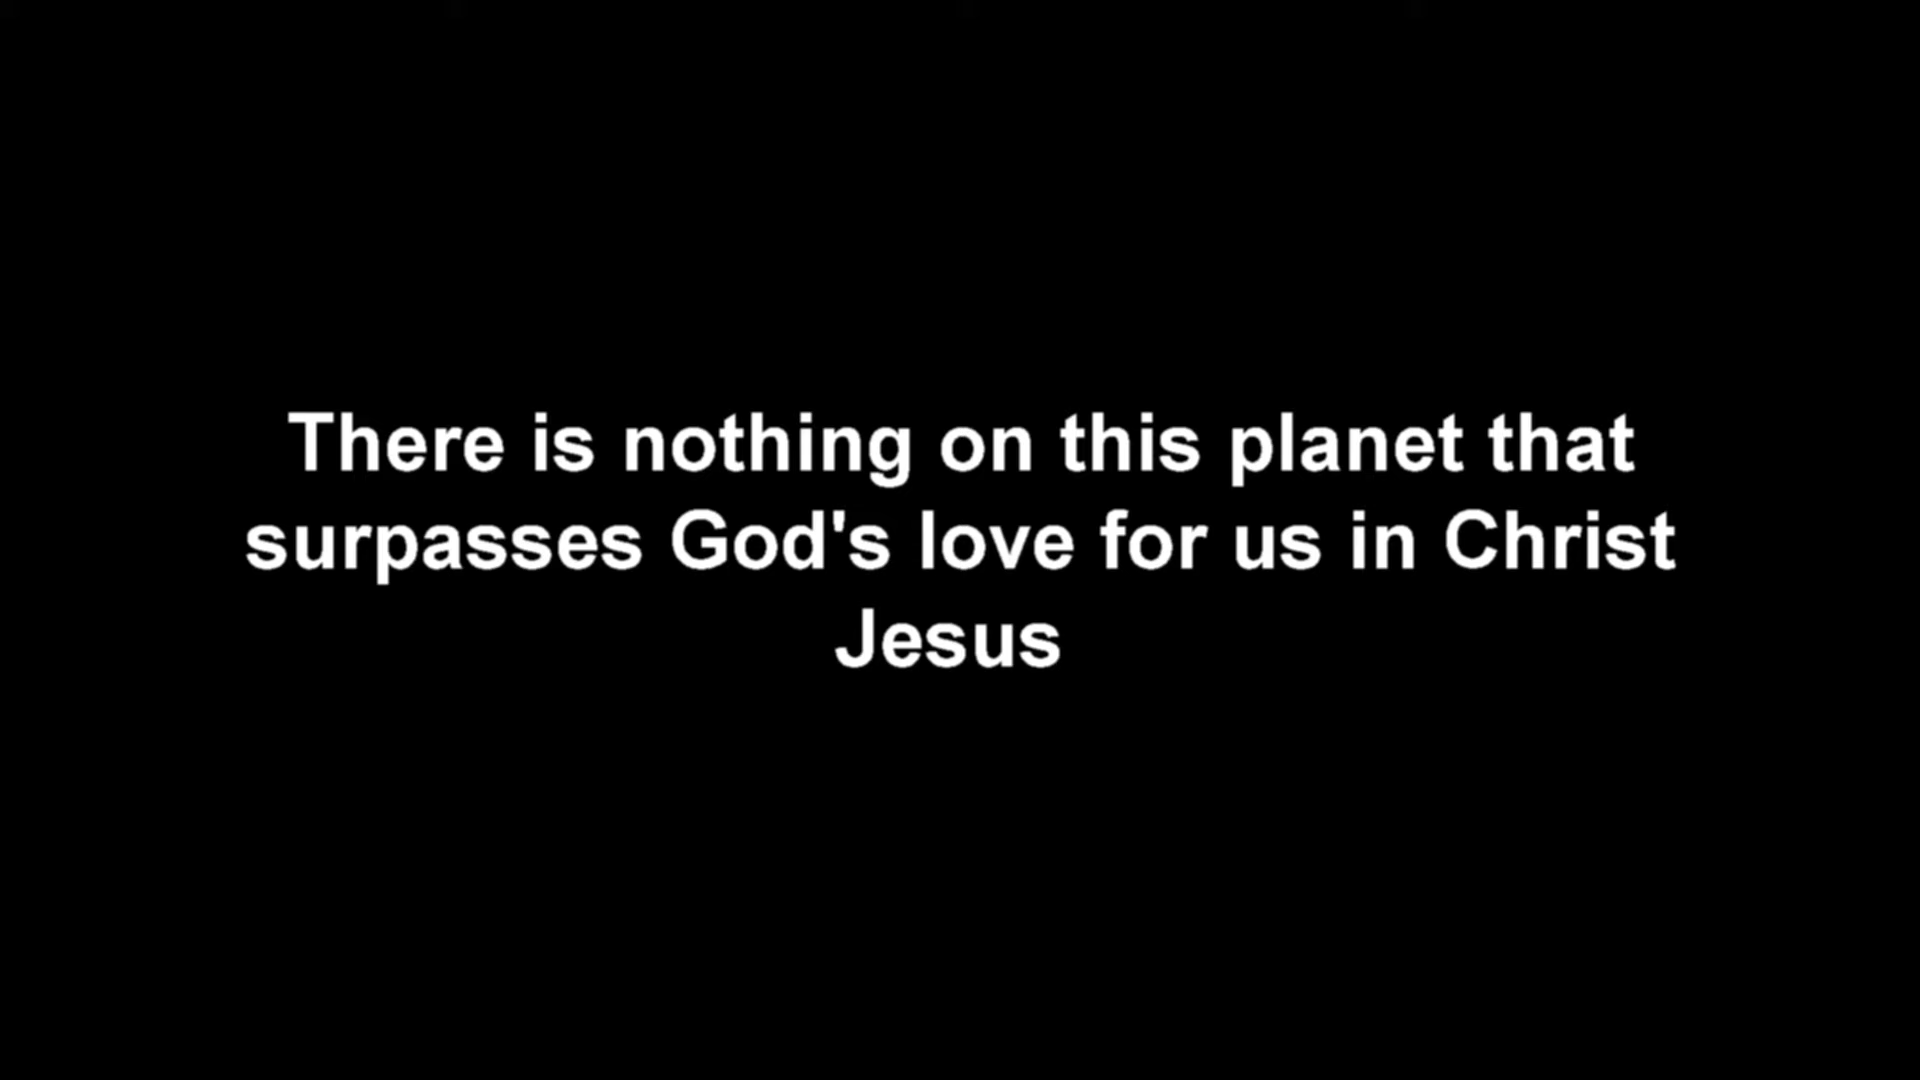 There is nothing on this planet that
surpasses God's love for us in Christ
Jesus